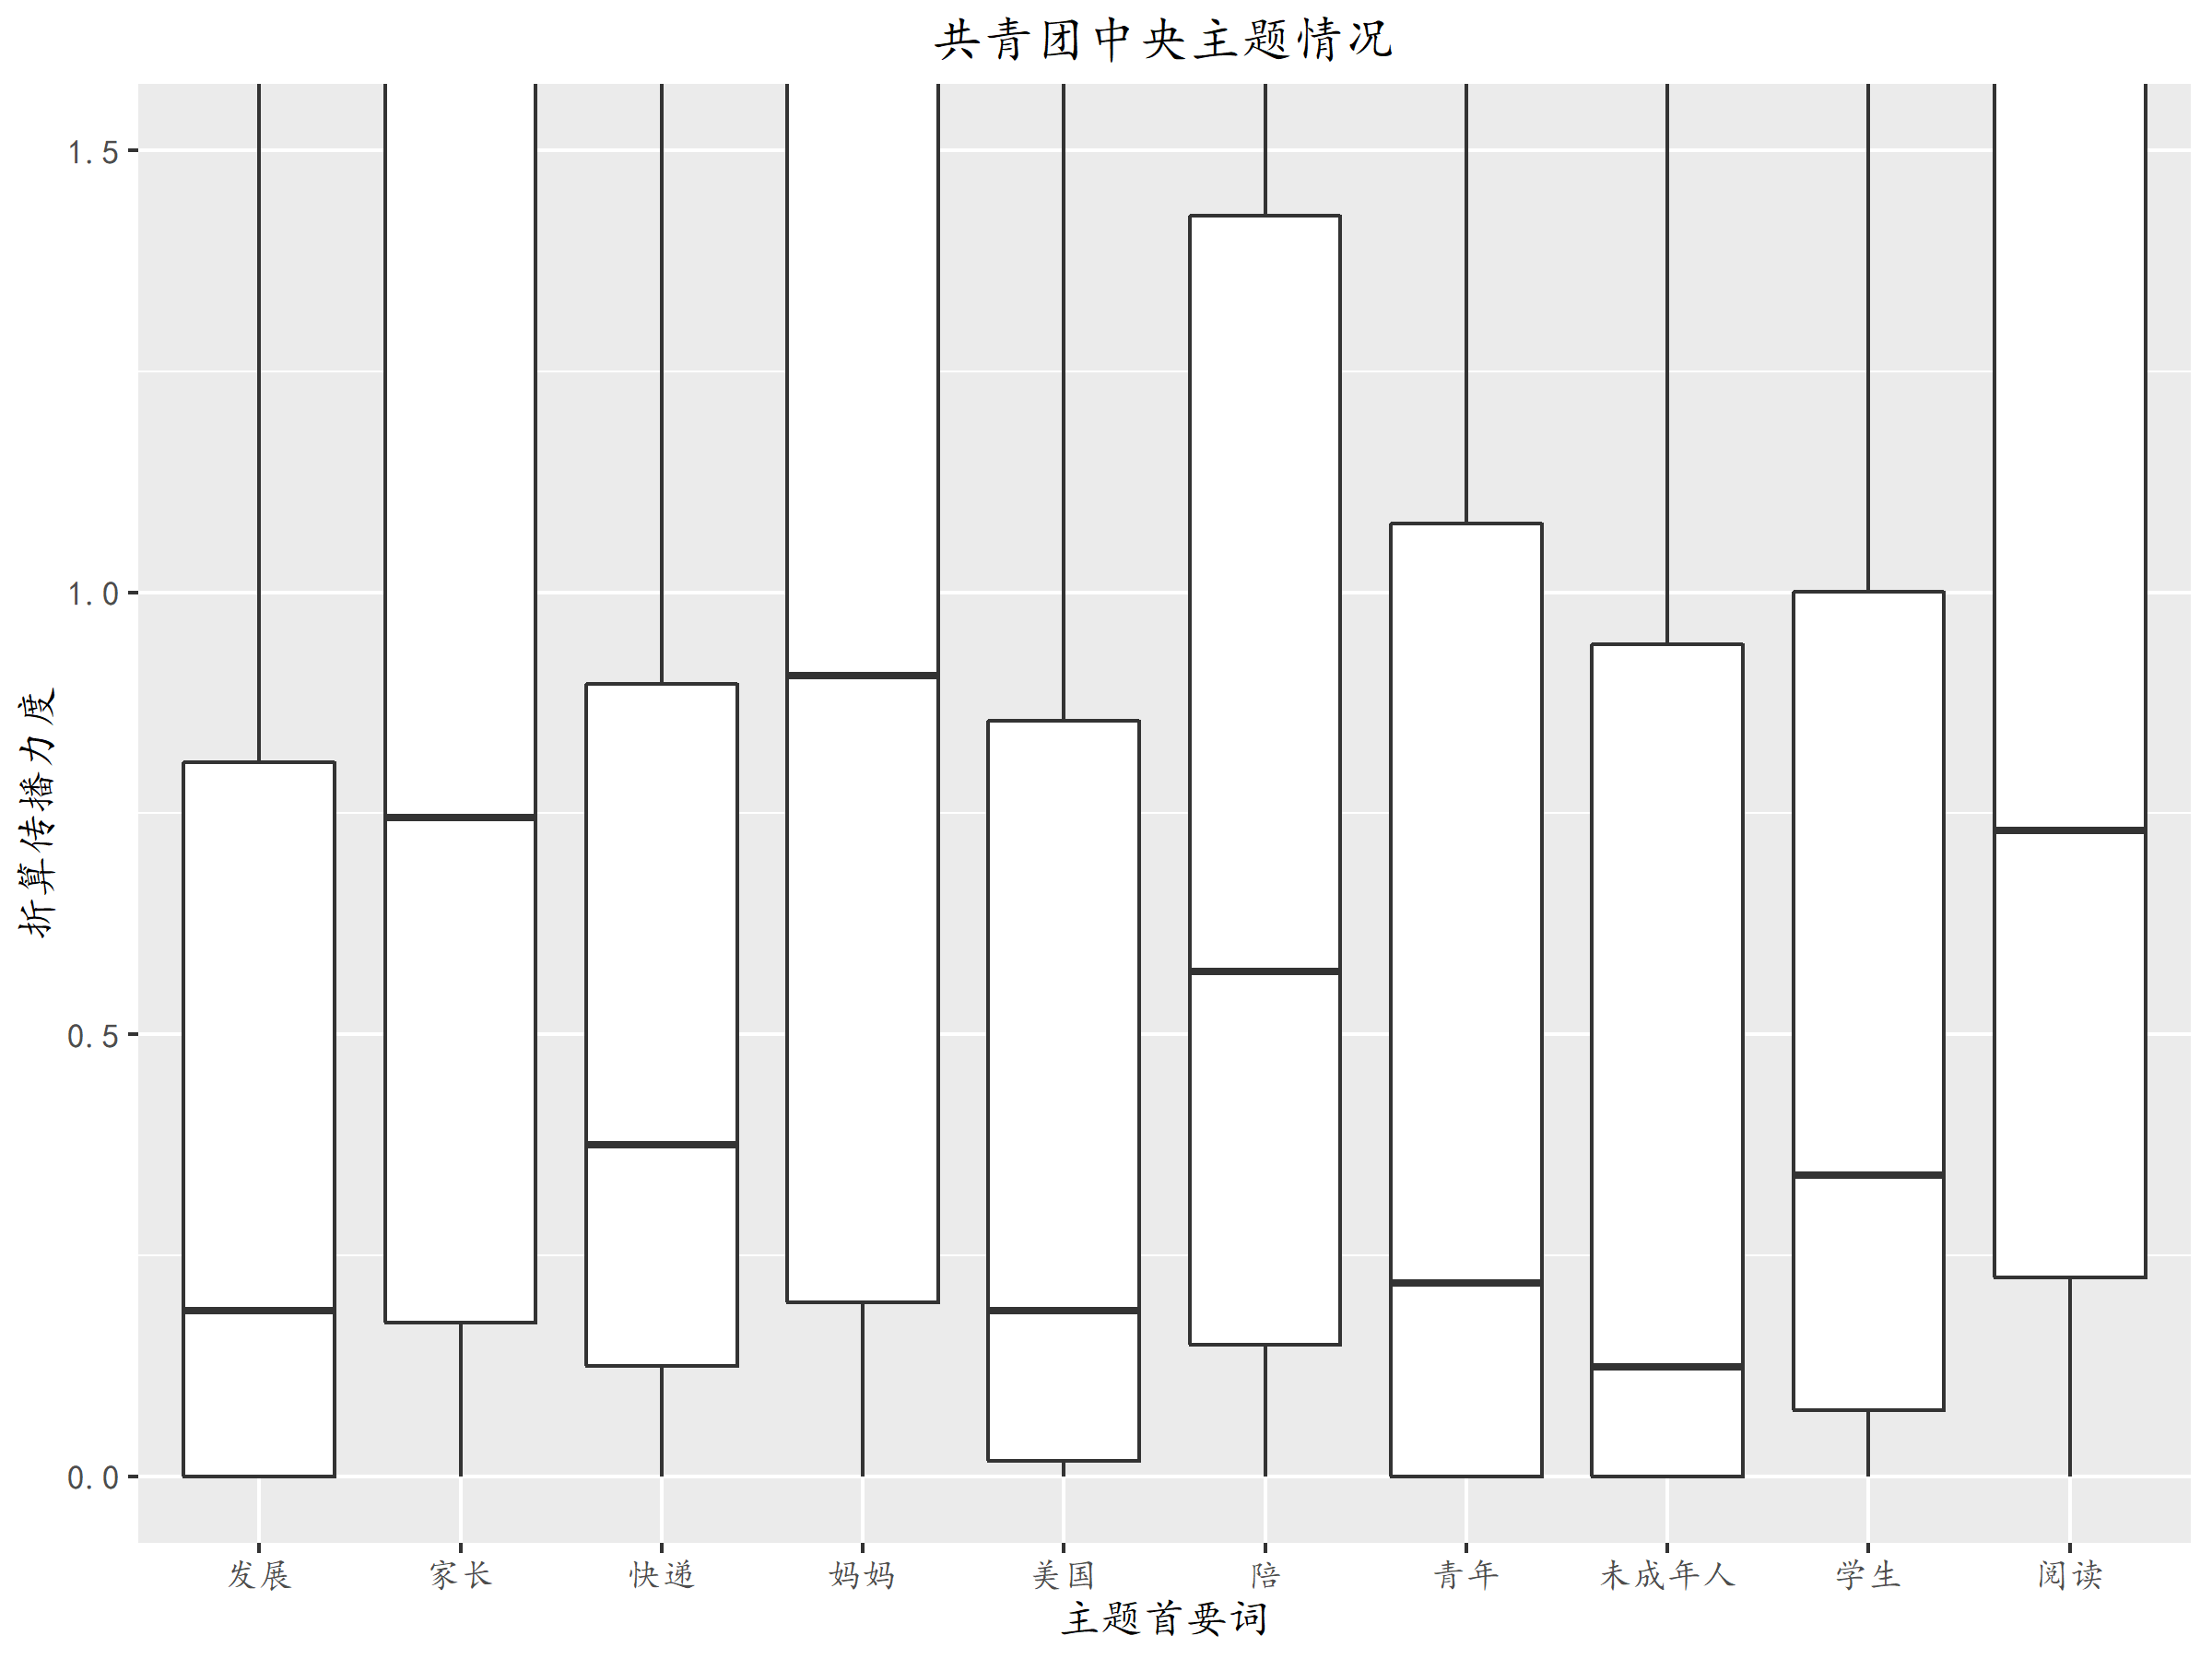 共青团中央主题情况
折算传播力度
1.5
1.0
0.5
0.0
发展 家长 快递 妈妈 美国 陪 青年 未成年人 学生 阅读
主题首要词